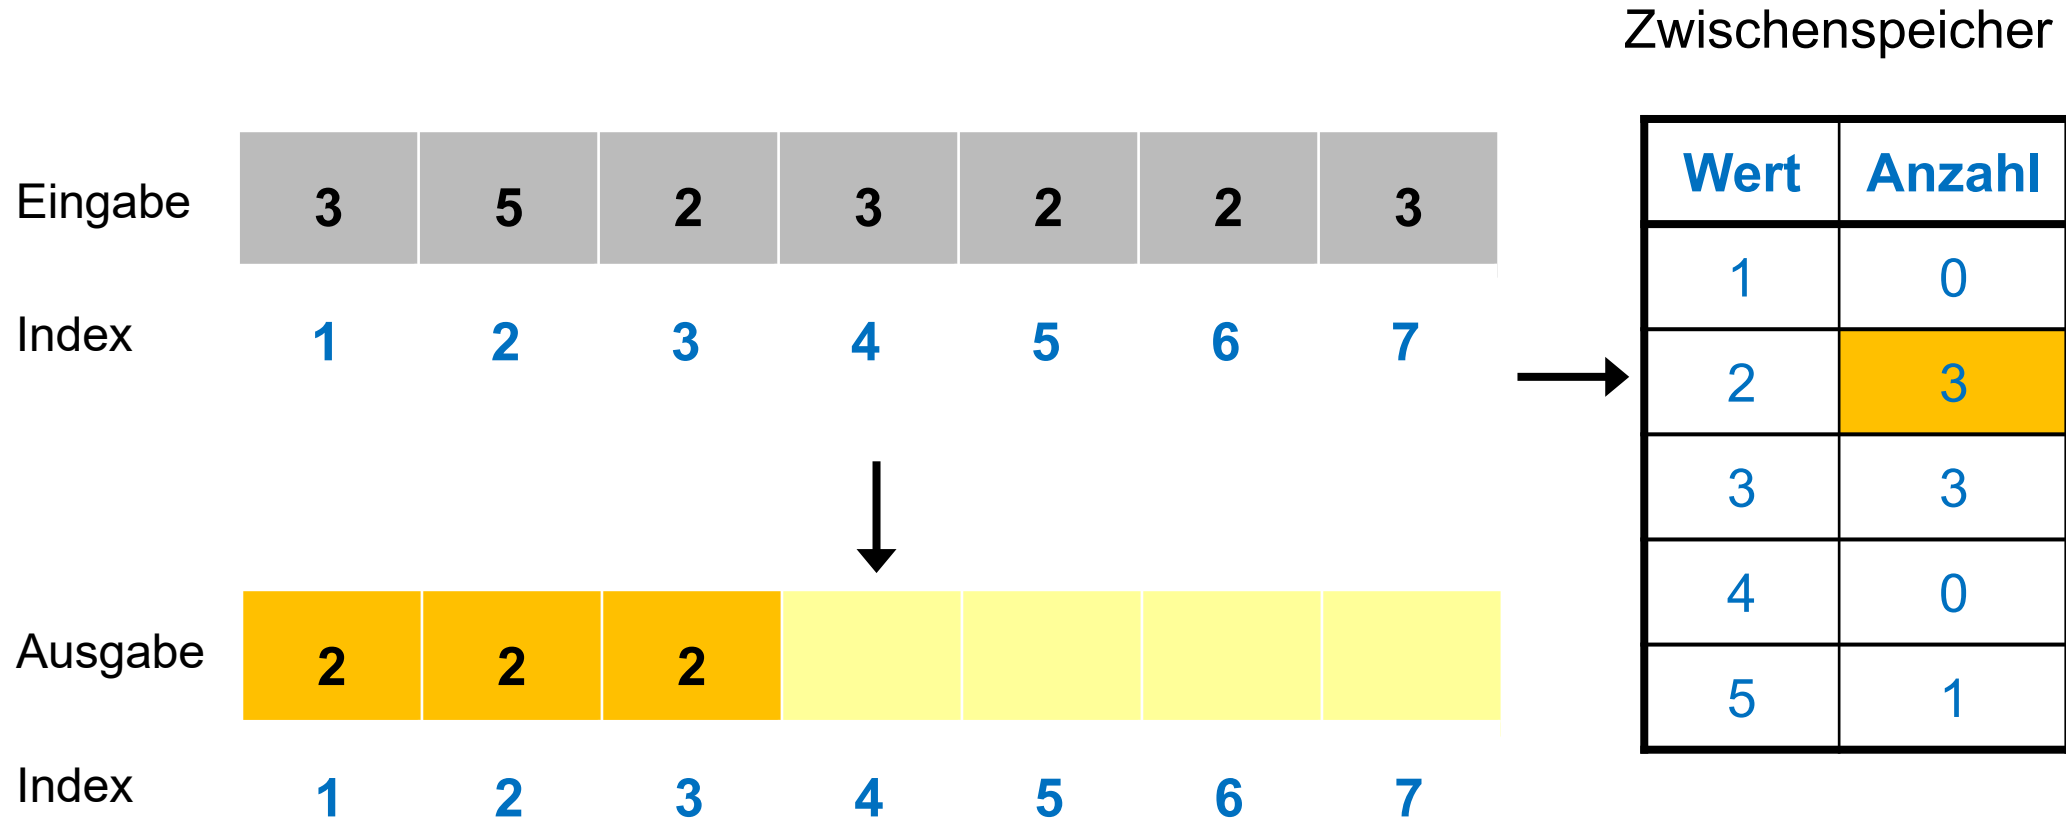 Zwischenspeicher
Eingabe 3 5 2 3 2 2 3
Index 1 2 3 4 5 6 7
Wert Anzahl
1 0
2 3
3 3
4 0
5 1
Ausgabe 2 2 2
Index 1 2 3 4 5 6 7